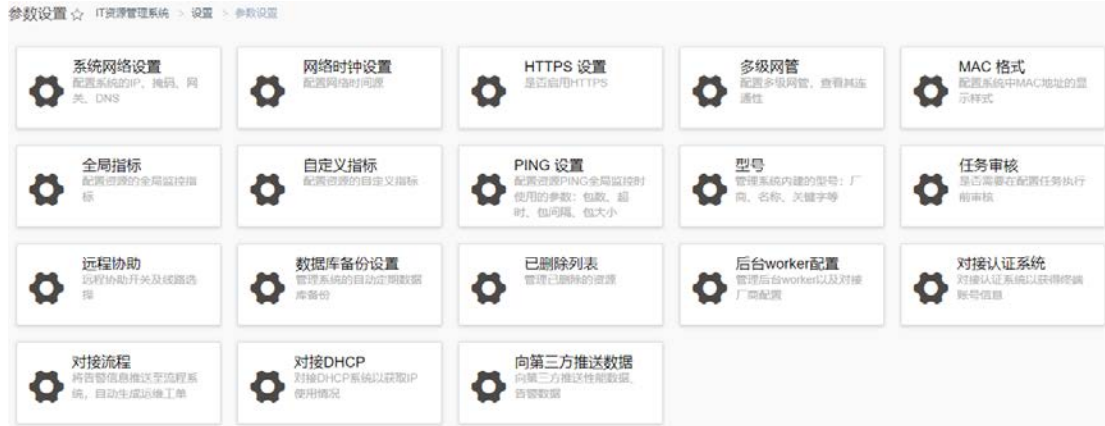 参数设置 IT资源管理系统 > 设置 > 参数设置
系统网络设置
配置系统的IP、掩码、网
关、DNS
网络时钟设置
配置网络时间源
HTTPS 设置
是否启用HTTPS
多级网管
配置多级网管、查看其连
通性
MAC 格式
配置系统中MAC地址的显
示样式
全局指标
配置资源的全局监控指
标
自定义指标
配置资源的自定义指标
PING 设置
配置资源PING全局监控时
使用的参数：包数、超
时、包间隔、包大小
型号
管理系统内建的型号：厂
商、名称、关键字等
任务审核
是否需要在配置任务执行
前审核
远程协助
远程协助开关及线路选
择
数据库备份设置
管理系统的自动定期数据
库备份
已删除列表
管理已删除的资源
后台worker配置
管理后台worker以及对接
厂商配置
对接认证系统
对接认证系统以获得终端
账号信息
对接流程
将告警信息推送至流程系
统，自动生成运维工单
对接DHCP
对接DHCP系统以获取IP
使用情况
向第三方推送数据
向第三方推送性能数据、
告警数据